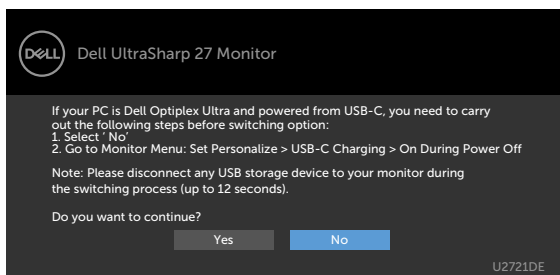 DELL
Dell UltraSharp 27 Monitor
If your PC is Dell Optiplex Ultra and powered from USB-C, you need to carry
out the following steps before switching option:
1. Select ‘ No’
2. Go to Monitor Menu: Set Personalize > USB-C Charging > On During Power Off
Note: Please disconnect any USB storage device to your monitor during
the switching process (up to 12 seconds).
Do you want to continue?
Yes No
U2721DE